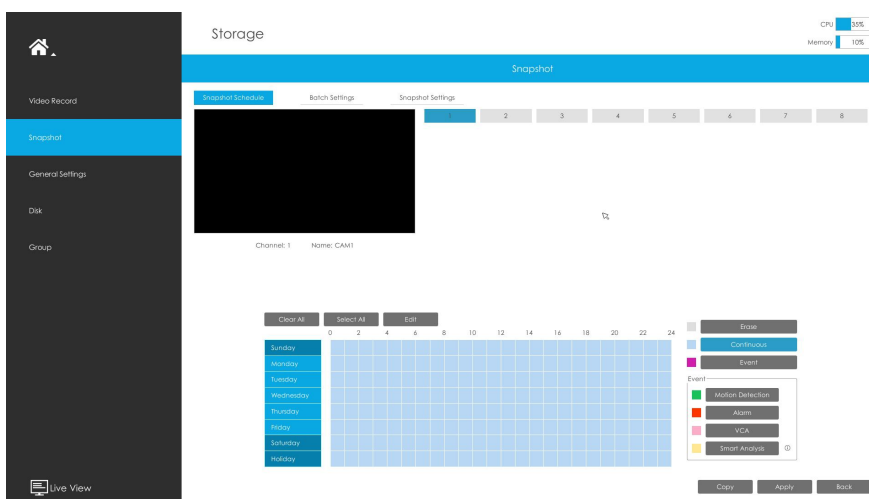 Storage
CPU 35%
Memory 10%
Snapshot
Video Record
Snapshot
General Settings
Disk
Group
Live View
Snapshot Schedule Batch Settings Snapshot Settings
1 2 3 4 5 6 7 8
Channel: 1 Name: CAM1
Clear All Select All Edit
0 2 4 6 8 10 12 14 16 18 20 22 24
Sunday
Monday
Tuesday
Wednesday
Thursday
Friday
Saturday
Holiday
Erase
Continuous
Event
Event
Motion Detection
Alarm
VCA
Smart Analysis
Copy Apply Back